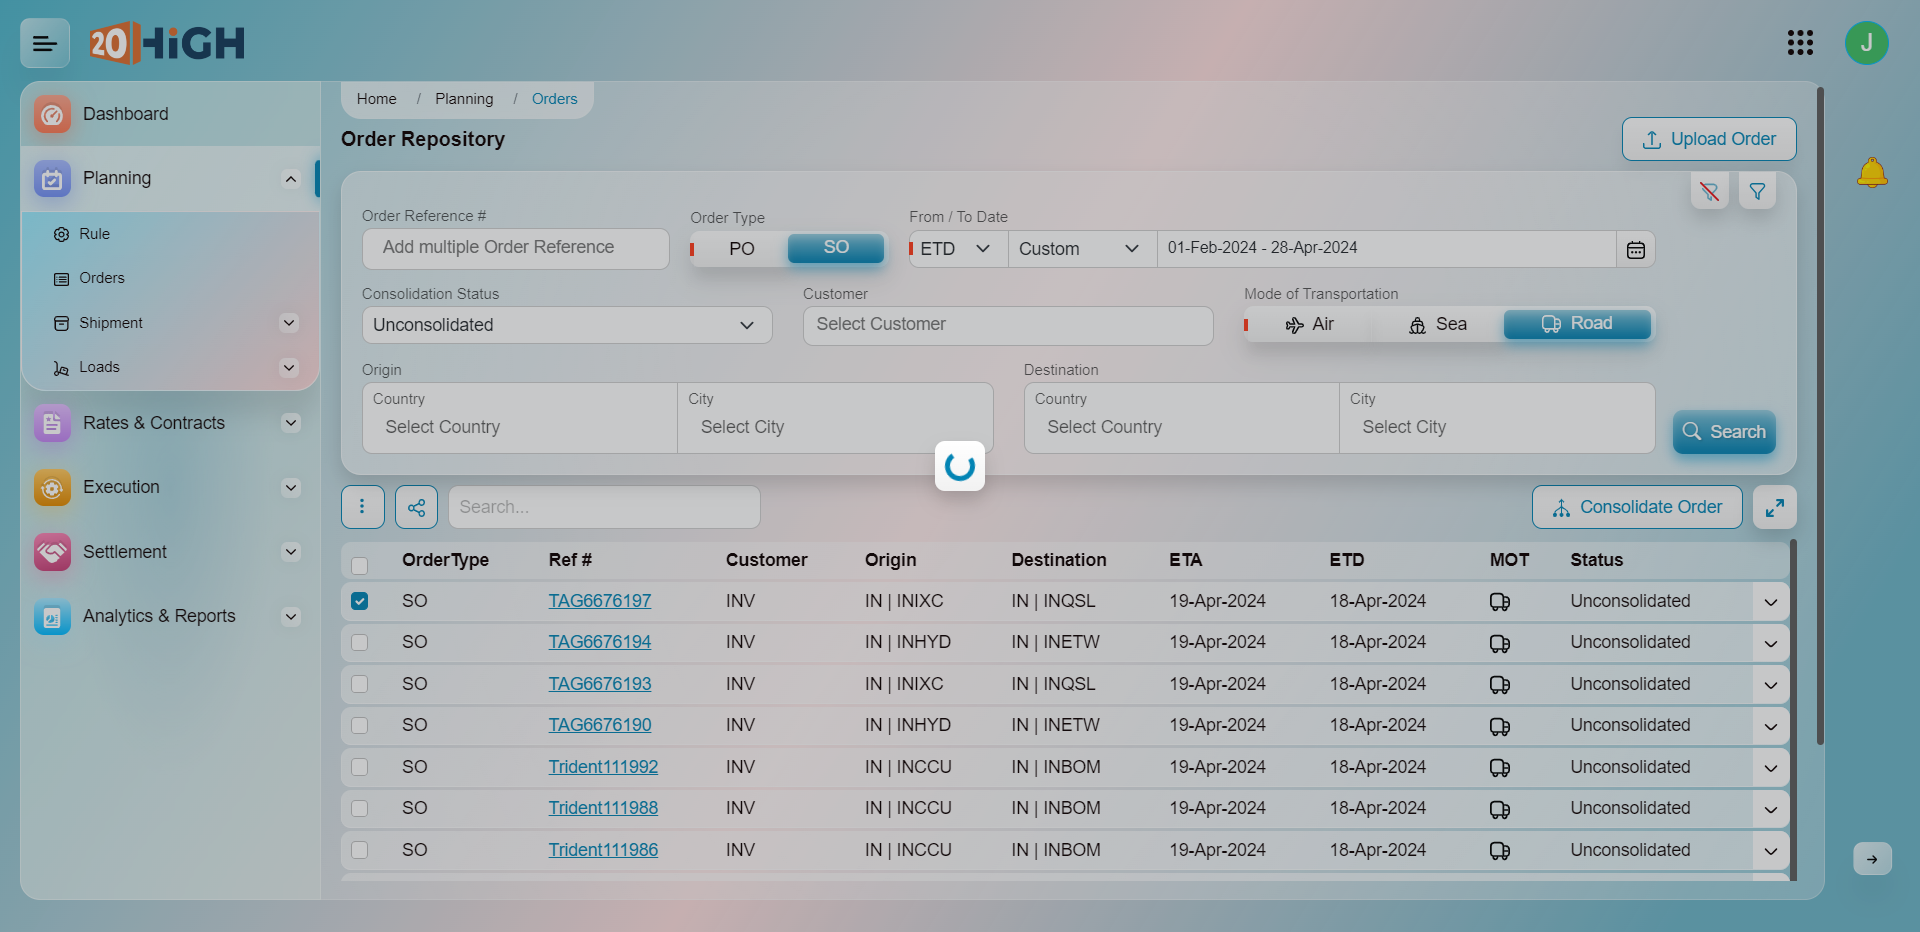 20HiGH
J
Dashboard
Planning
Rule
Orders
Shipment
Loads
Rates & Contracts
Execution
Settlement
Analytics & Reports
Home / Planning / Orders
Order Repository
Upload Order
Order Reference #
Add multiple Order Reference
Order Type
PO SO
From / To Date
ETD Custom 01-Feb-2024 - 28-Apr-2024
Consolidation Status
Unconsolidated
Customer
Select Customer
Mode of Transportation
Air Sea Road
Origin
Country
Select Country
City
Select City
Destination
Country
Select Country
City
Select City
Search
Search...
Consolidate Order
OrderType Ref # Customer Origin Destination ETA ETD MOT Status
SO TAG6676197 INV IN | INIXC IN | INQSL 19-Apr-2024 18-Apr-2024 Unconsolidated
SO TAG6676194 INV IN | INHYD IN | INETW 19-Apr-2024 18-Apr-2024 Unconsolidated
SO TAG6676193 INV IN | INIXC IN | INQSL 19-Apr-2024 18-Apr-2024 Unconsolidated
SO TAG6676190 INV IN | INHYD IN | INETW 19-Apr-2024 18-Apr-2024 Unconsolidated
SO Trident111992 INV IN | INCCU IN | INBOM 19-Apr-2024 18-Apr-2024 Unconsolidated
SO Trident111988 INV IN | INCCU IN | INBOM 19-Apr-2024 18-Apr-2024 Unconsolidated
SO Trident111986 INV IN | INCCU IN | INBOM 19-Apr-2024 18-Apr-2024 Unconsolidated